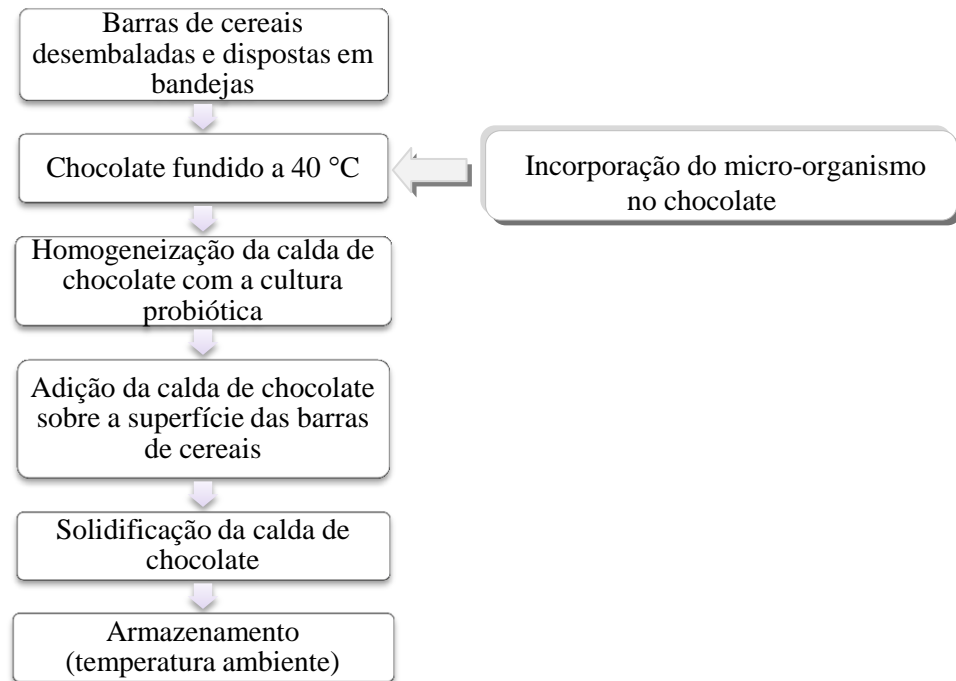 Barras de cereais
desembaladas e dispostas em
bandejas
Chocolate fundido a 40 °C
Incorporação do micro-organismo
no chocolate
Homogeneização da calda de
chocolate com a cultura
probiótica
Adição da calda de chocolate
sobre a superfície das barras
de cereais
Solidificação da calda de
chocolate
Armazenamento
(temperatura ambiente)